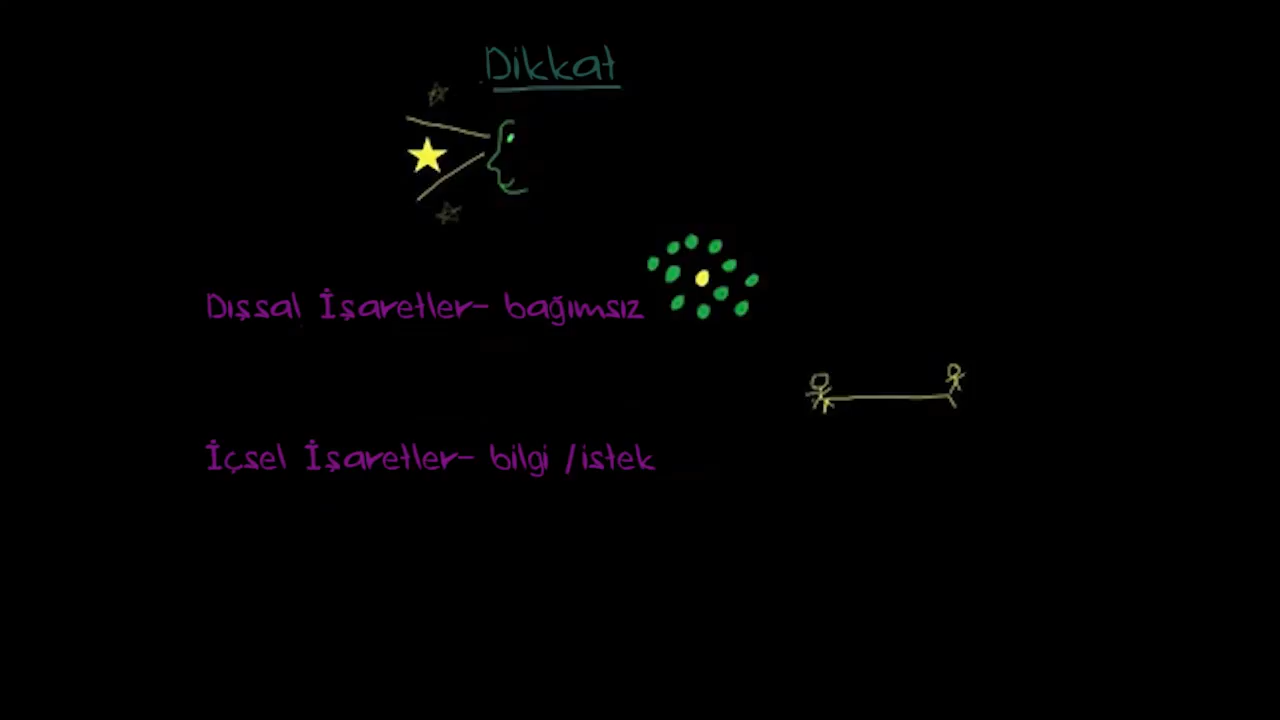 Dikkat
Dışsal İşaretler- bağımsız
İçsel İşaretler- bilgi /istek